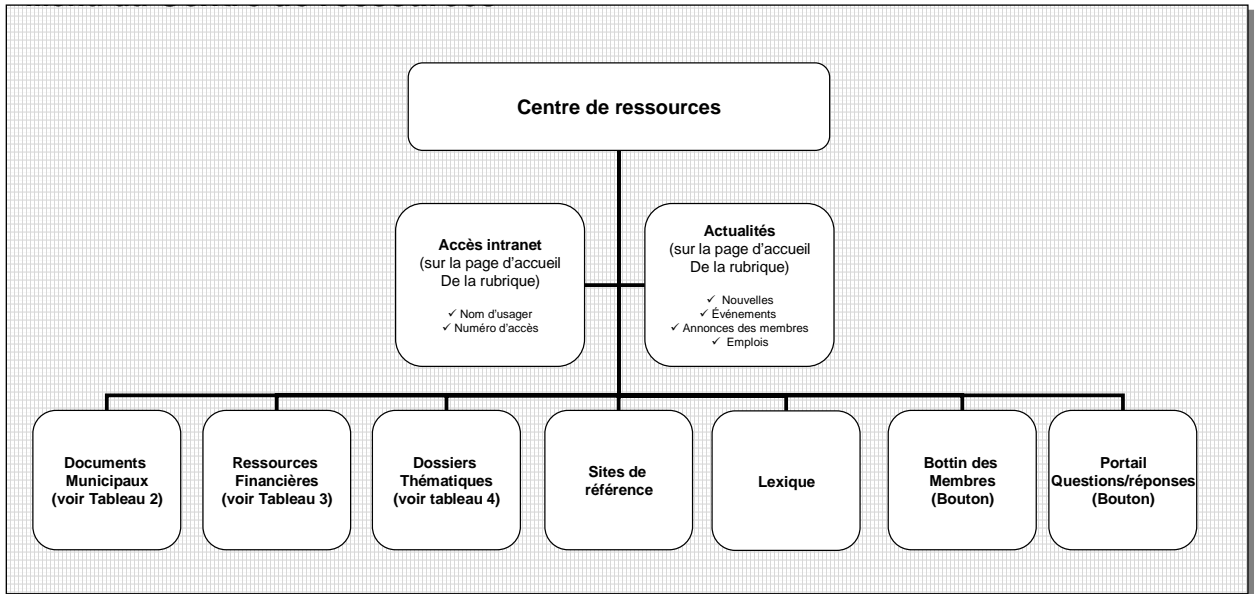 Centre de ressources
Accès intranet
(sur la page d'accueil
De la rubrique)
✓ Nom d'usager
✓ Numéro d'accès
Actualités
(sur la page d'accueil
De la rubrique)
✓ Nouvelles
✓ Événements
✓ Annonces des membres
✓ Emplois
Documents
Municipaux
(voir Tableau 2)
Ressources
Financières
(voir Tableau 3)
Dossiers
Thématiques
(voir tableau 4)
Sites de
référence
Lexique
Bottin des
Membres
(Bouton)
Portail
Questions/réponses
(Bouton)